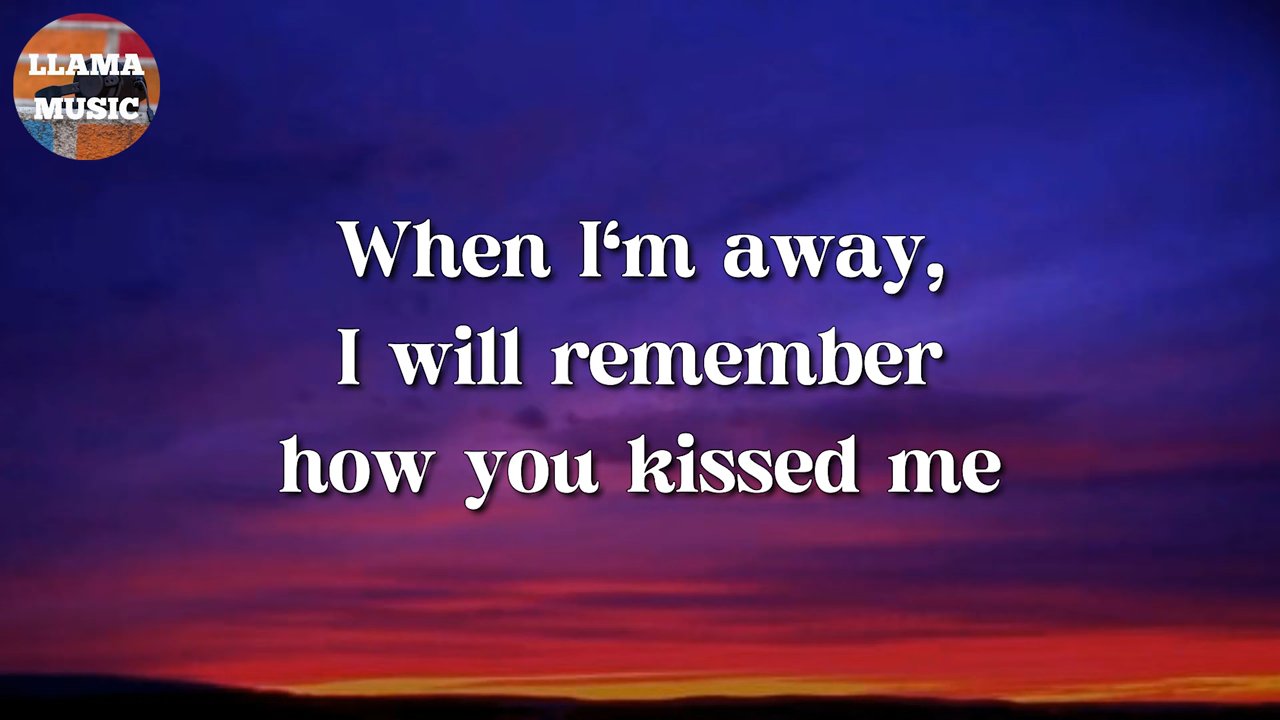 LLAMA
MUSIC
When I‘m away,
I will remember
how you kissed me